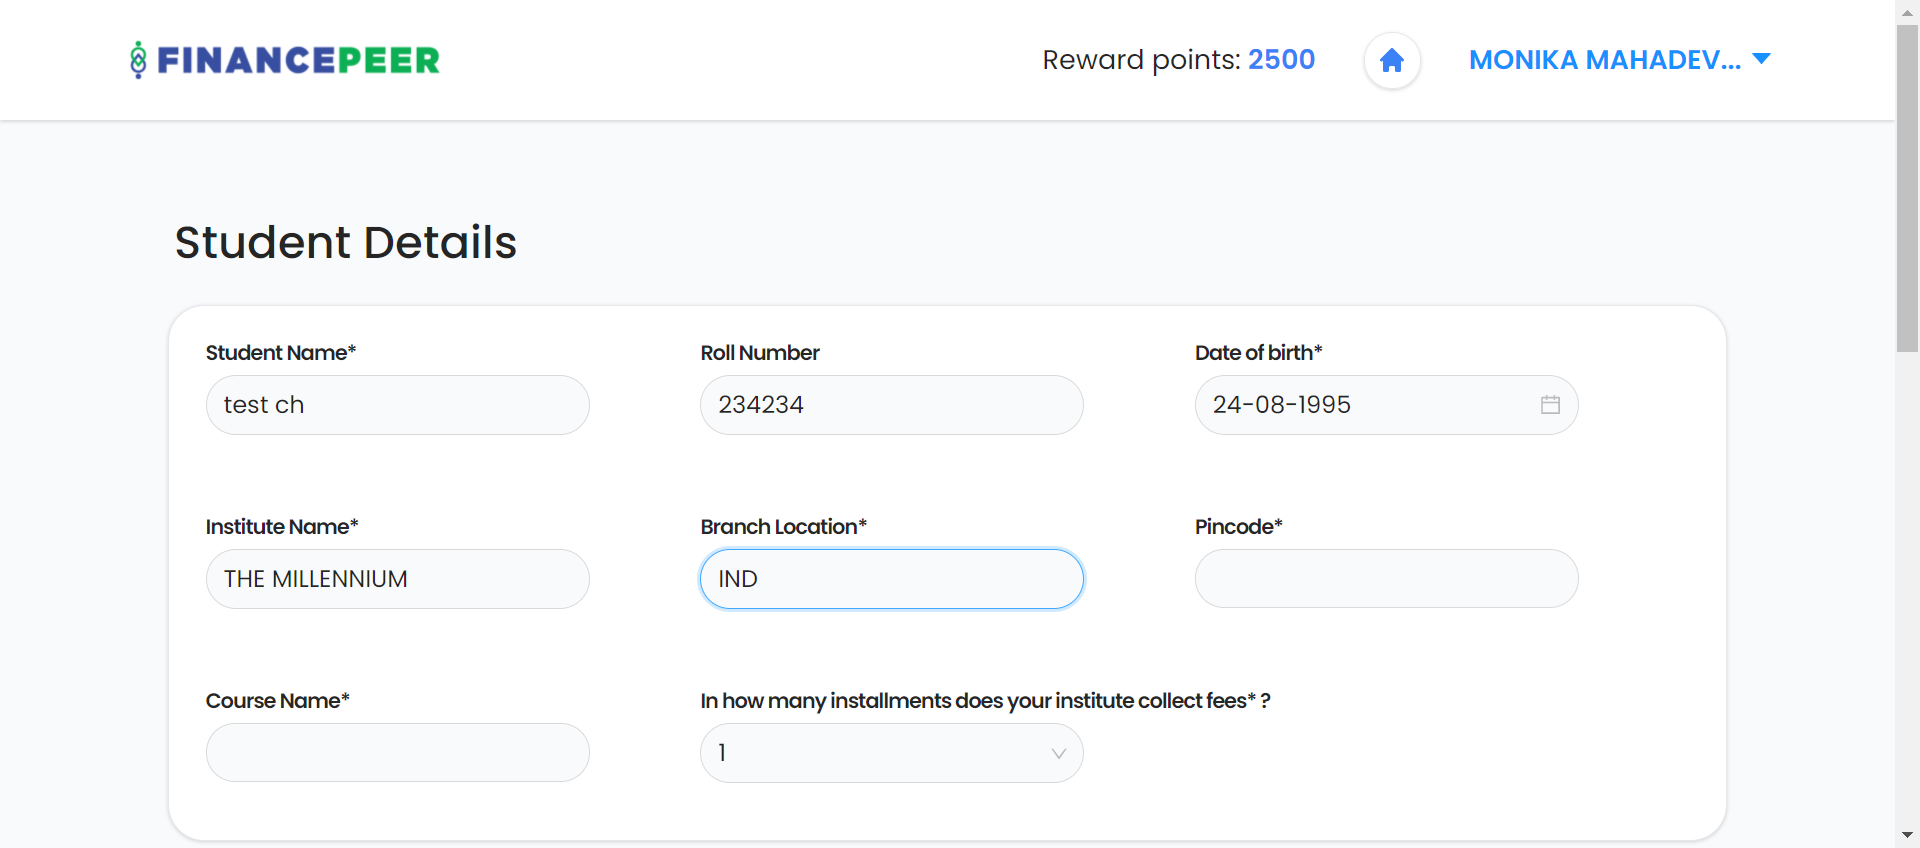 FINANCEPEER
Reward points: 2500
MONIKA MAHADEV...
Student Details
Student Name*
Roll Number
Date of birth*
test ch
234234
24-08-1995
Institute Name*
Branch Location*
Pincode*
THE MILLENNIUM
IND
Course Name*
In how many installments does your institute collect fees* ?
1